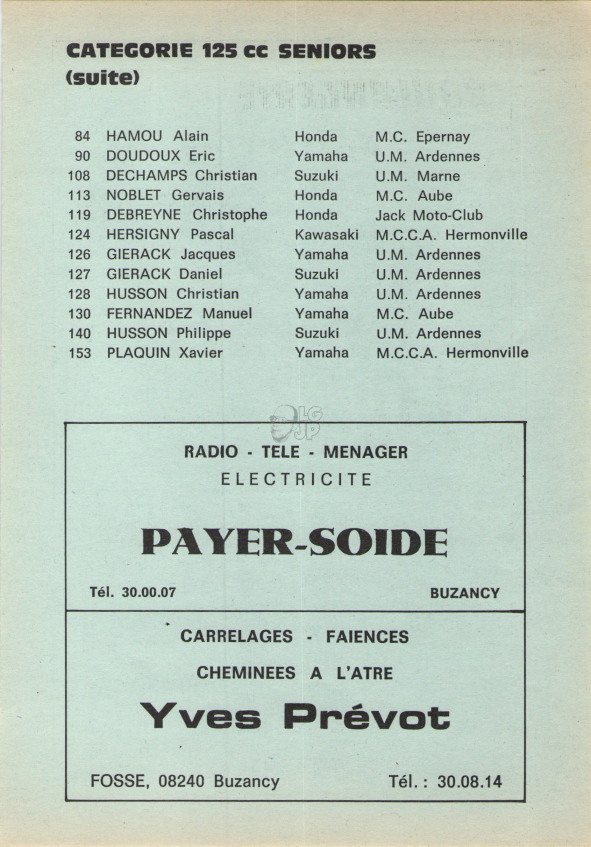 CATEGORIE 125 cc SENIORS
(suite)
84 HAMOU Alain Honda M.C. Epernay
90 DOUDOUX Eric Yamaha U.M. Ardennes
108 DECHAMPS Christian Suzuki U.M. Marne
113 NOBLET Gervais Honda M.C. Aube
119 DEBREYNE Christophe Honda Jack Moto-Club
124 HERSIGNY Pascal Kawasaki M.C.C.A. Hermonville
126 GIERACK Jacques Yamaha U.M. Ardennes
127 GIERACK Daniel Suzuki U.M. Ardennes
128 HUSSON Christian Yamaha U.M. Ardennes
130 FERNANDEZ Manuel Yamaha M.C. Aube
140 HUSSON Philippe Suzuki U.M. Ardennes
153 PLAQUIN Xavier Yamaha M.C.C.A. Hermonville
LG
JP
RADIO - TELE - MENAGER
ELECTRICITE
PAYER-SOIDE
Tél. 30.00.07 BUZANCY
CARRELAGES - FAIENCES
CHEMINEES A L'ATRE
Yves Prévot
FOSSE, 08240 Buzancy Tél. : 30.08.14